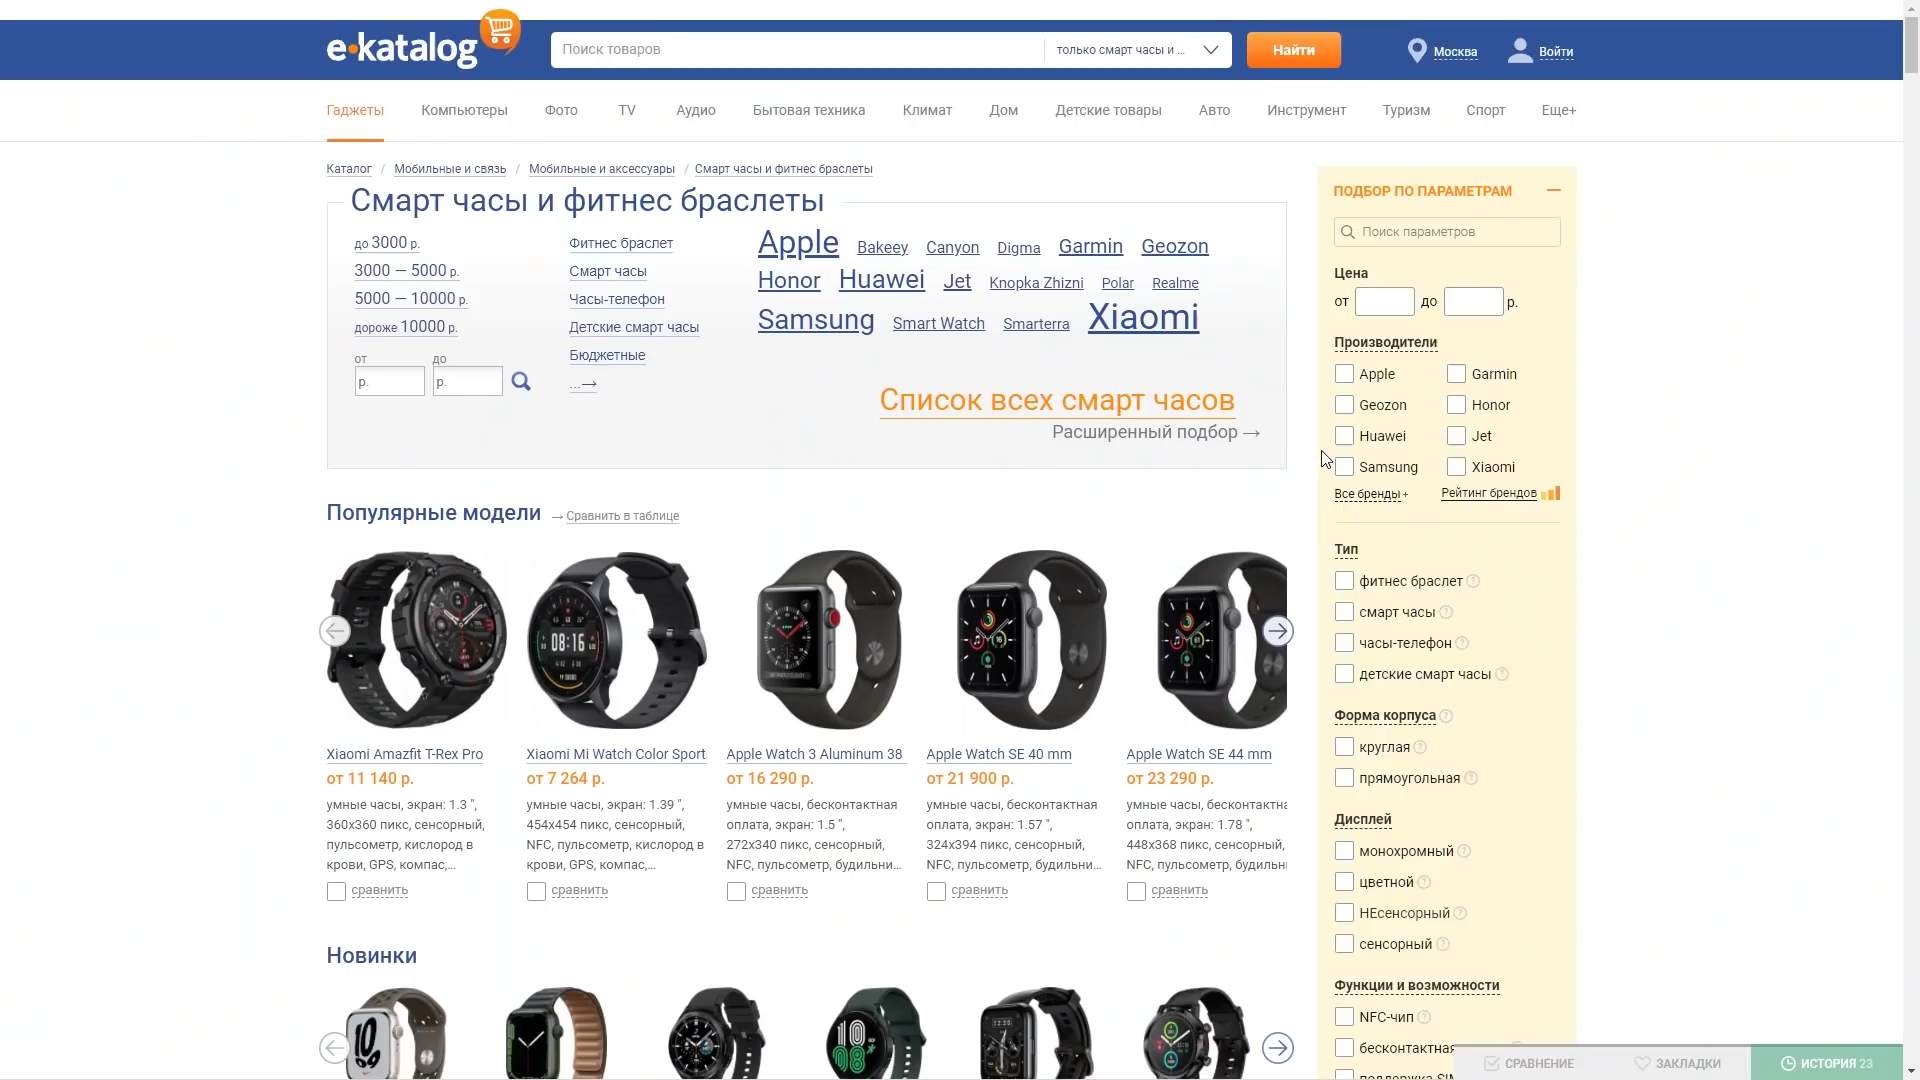 e·katalog
Поиск товаров
только смарт часы и ...
Найти
Москва
Войти
Гаджеты Компьютеры Фото TV Аудио Бытовая техника Климат Дом Детские товары Авто Инструмент Туризм Спорт Еще+
Каталог / Мобильные и связь / Мобильные и аксессуары / Смарт часы и фитнес браслеты
Смарт часы и фитнес браслеты
до 3000 р.
3000 — 5000 р.
5000 — 10000 р.
дороже 10000 р.
от до
р. р.
Фитнес браслет
Смарт часы
Часы-телефон
Детские смарт часы
Бюджетные
...→
Apple Bakeey Canyon Digma Garmin Geozon
Honor Huawei Jet Knopka Zhizni Polar Realme
Samsung Smart Watch Smarterra Xiaomi
Список всех смарт часов
Расширенный подбор →
Популярные модели → Сравнить в таблице
08:16
Xiaomi Amazfit T-Rex Pro
от 11 140 р.
умные часы, экран: 1.3 ",
360x360 пикс, сенсорный,
пульсометр, кислород в
крови, GPS, компас,...
сравнить
Xiaomi Mi Watch Color Sport
от 7 264 р.
умные часы, экран: 1.39 ",
454x454 пикс, сенсорный,
NFC, пульсометр, кислород в
крови, GPS, компас,...
сравнить
Apple Watch 3 Aluminum 38
от 16 290 р.
умные часы, бесконтактная
оплата, экран: 1.5 ",
272x340 пикс, сенсорный,
NFC, пульсометр, будильни...
сравнить
Apple Watch SE 40 mm
от 21 900 р.
умные часы, бесконтактная
оплата, экран: 1.57 ",
324x394 пикс, сенсорный,
NFC, пульсометр, будильни...
сравнить
Apple Watch SE 44 mm
от 23 290 р.
умные часы, бесконтактна
оплата, экран: 1.78 ",
448x368 пикс, сенсорный,
NFC, пульсометр, будильн
сравнить
Новинки
ПОДБОР ПО ПАРАМЕТРАМ
Поиск параметров
Цена
от до р.
Производители
Apple Garmin
Geozon Honor
Huawei Jet
Samsung Xiaomi
Все бренды+ Рейтинг брендов
Тип
фитнес браслет ?
смарт часы ?
часы-телефон ?
детские смарт часы ?
Форма корпуса ?
круглая ?
прямоугольная ?
Дисплей
монохромный ?
цветной ?
НЕсенсорный ?
сенсорный ?
Функции и возможности
NFC-чип ?
бесконтактная
поддержка SIM
СРАВНЕНИЕ ЗАКЛАДКИ ИСТОРИЯ 23